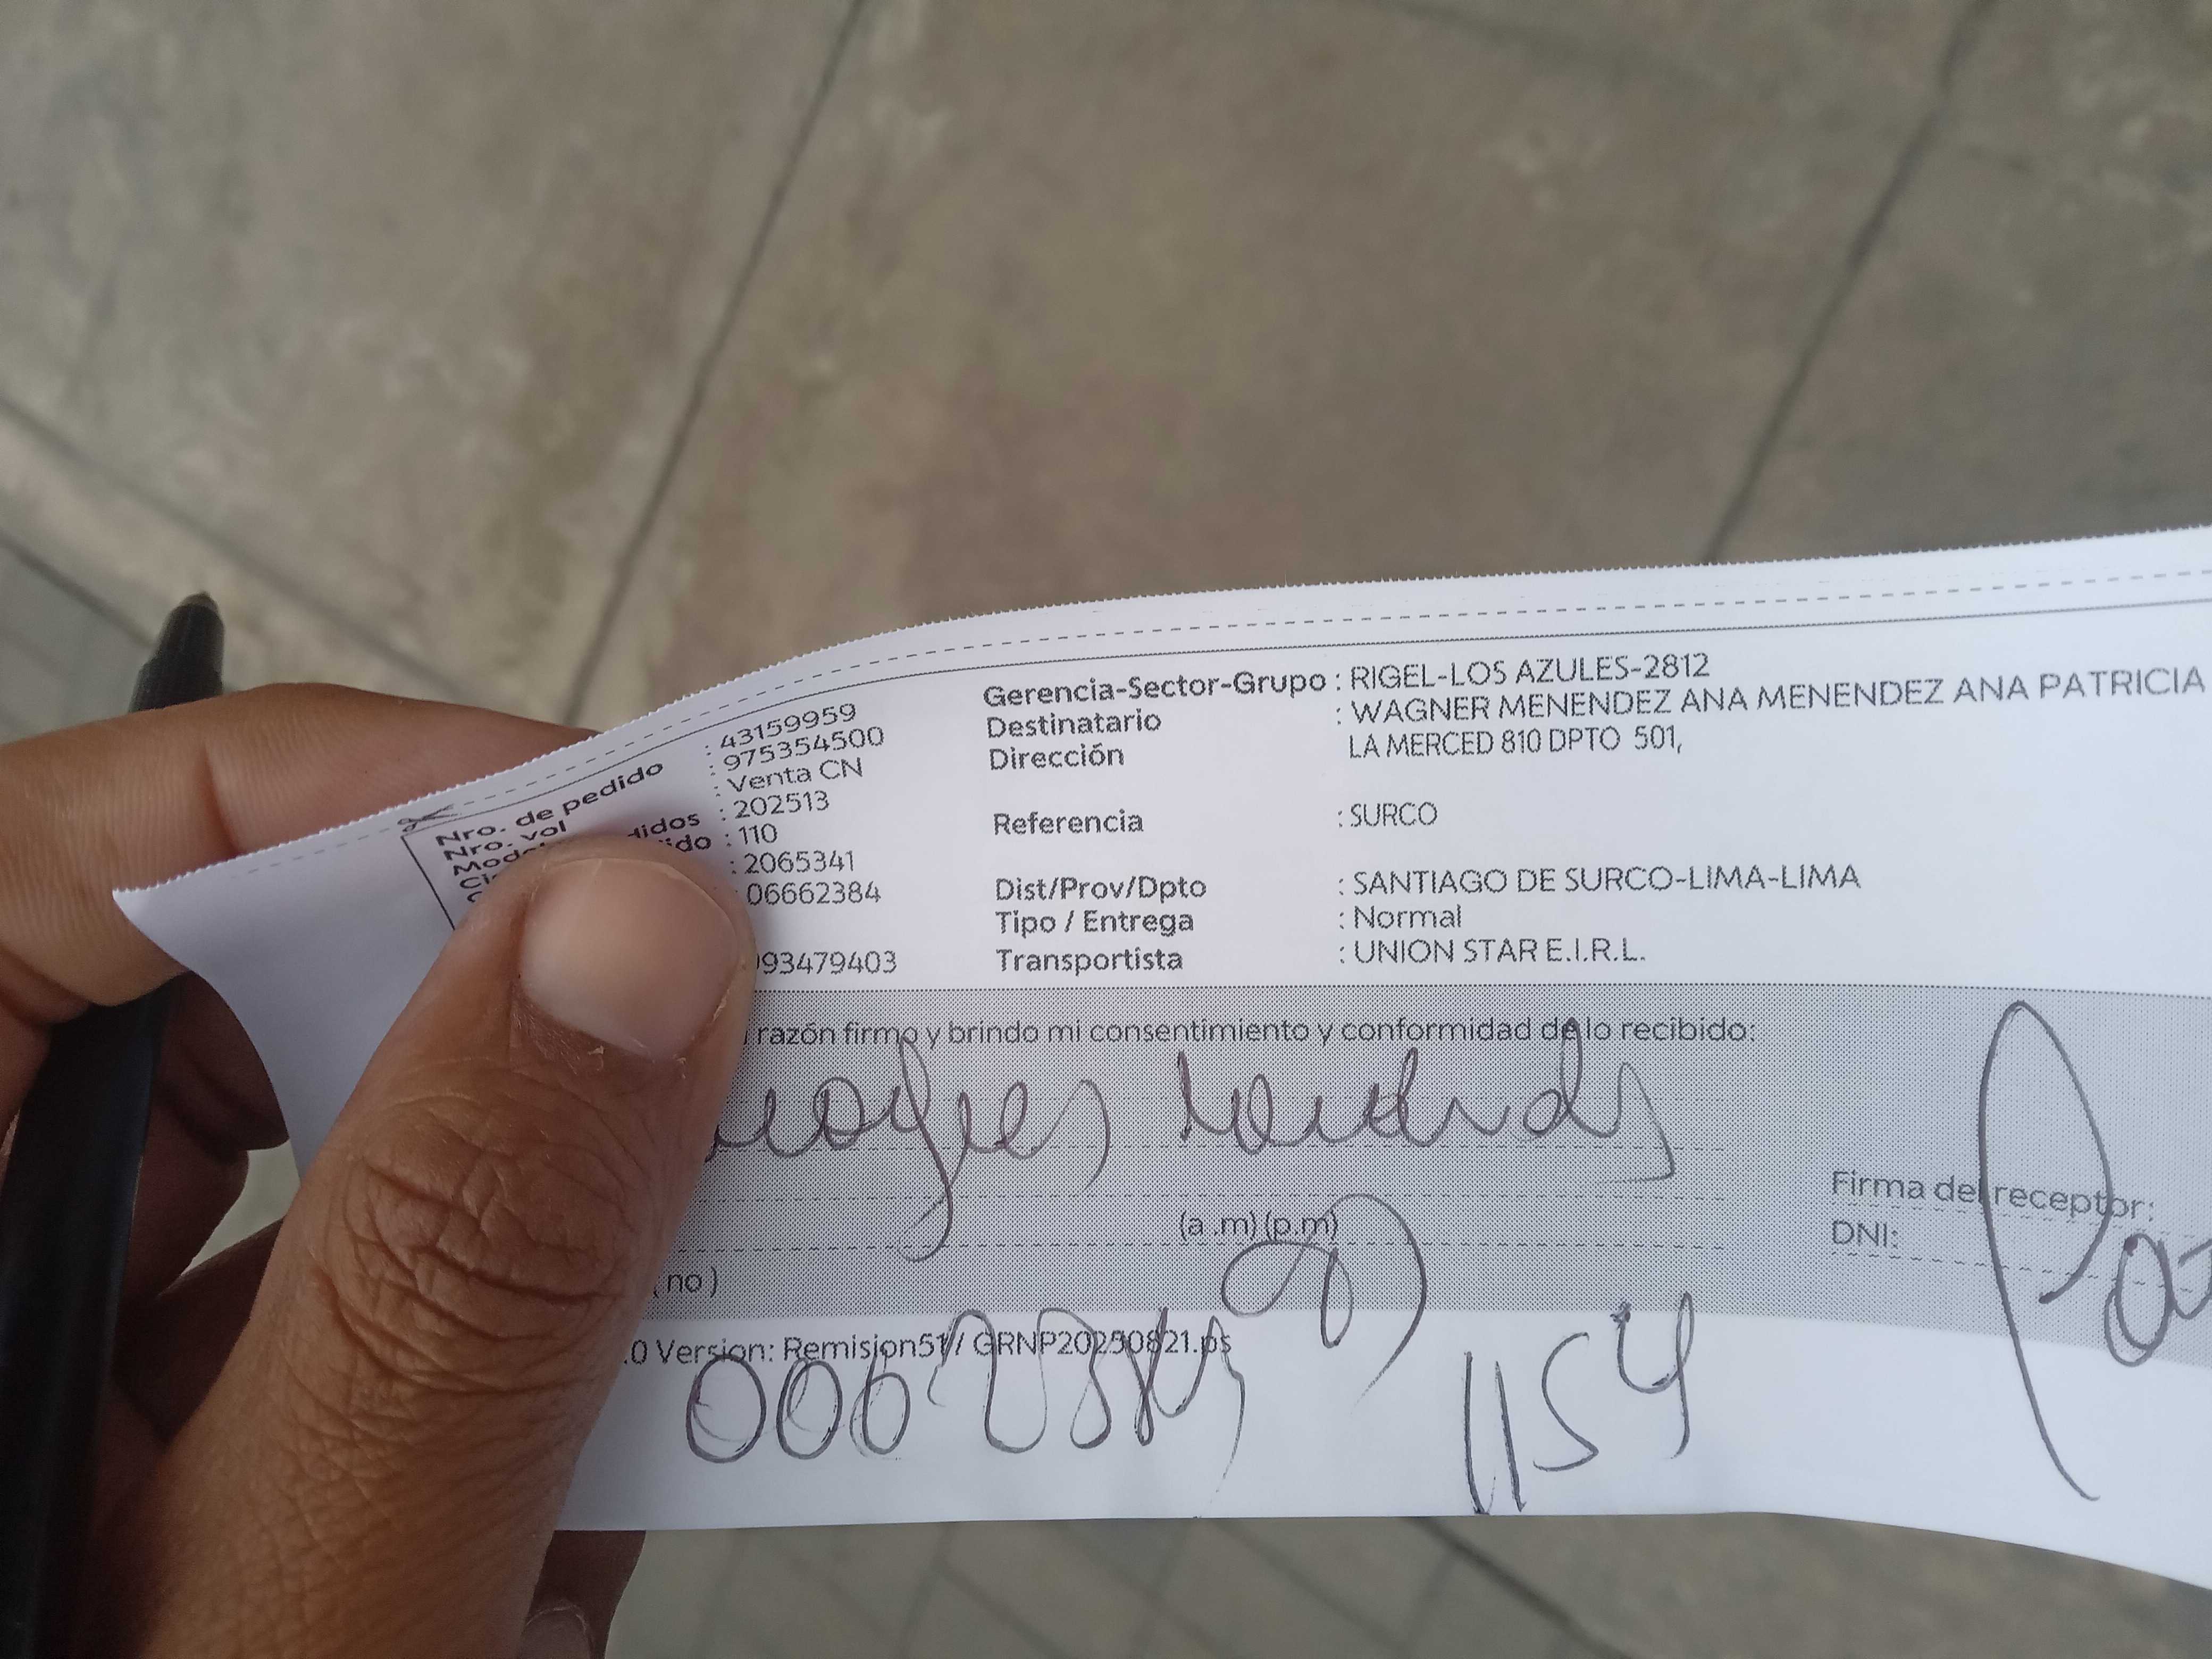 Nro. de pedido : 43159959
Nro. vol : 975354500
: Venta CN
: 202513
: 110
: 2065341
06662384
93479403
Gerencia-Sector-Grupo : RIGEL-LOS AZULES-2812
Destinatario : WAGNER MENENDEZ ANA MENENDEZ ANA PATRICIA
Dirección LA MERCED 810 DPTO 501,
Referencia : SURCO
Dist/Prov/Dpto : SANTIAGO DE SURCO-LIMA-LIMA
Tipo / Entrega : Normal
Transportista : UNION STAR E.I.R.L.
razón firmo y brindo mi consentimiento y conformidad de lo recibido:
(a .m) (p.m)
Firma del receptor:
DNI:
no )
.0 Version: Remision51 / GRNP20250821.ps
1154